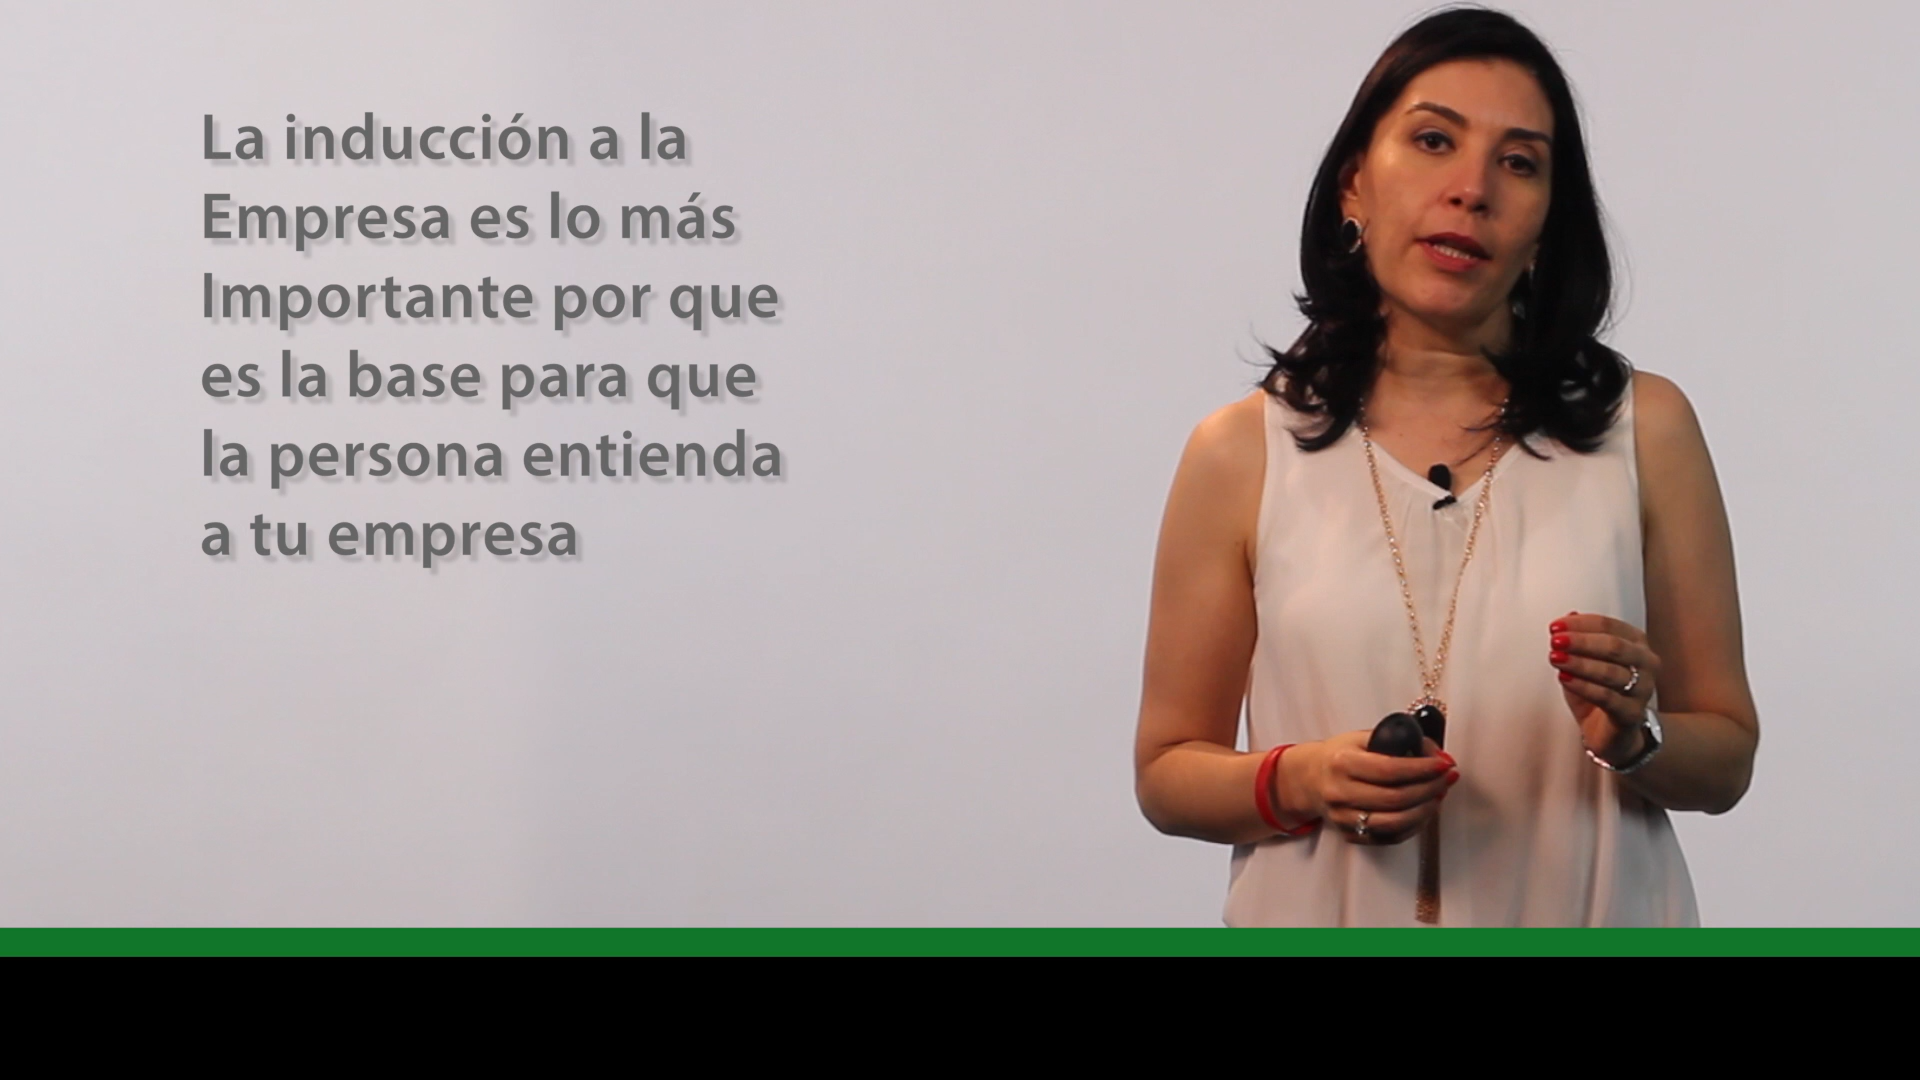 La inducción a la
Empresa es lo más
Importante por que
es la base para que
la persona entienda
a tu empresa